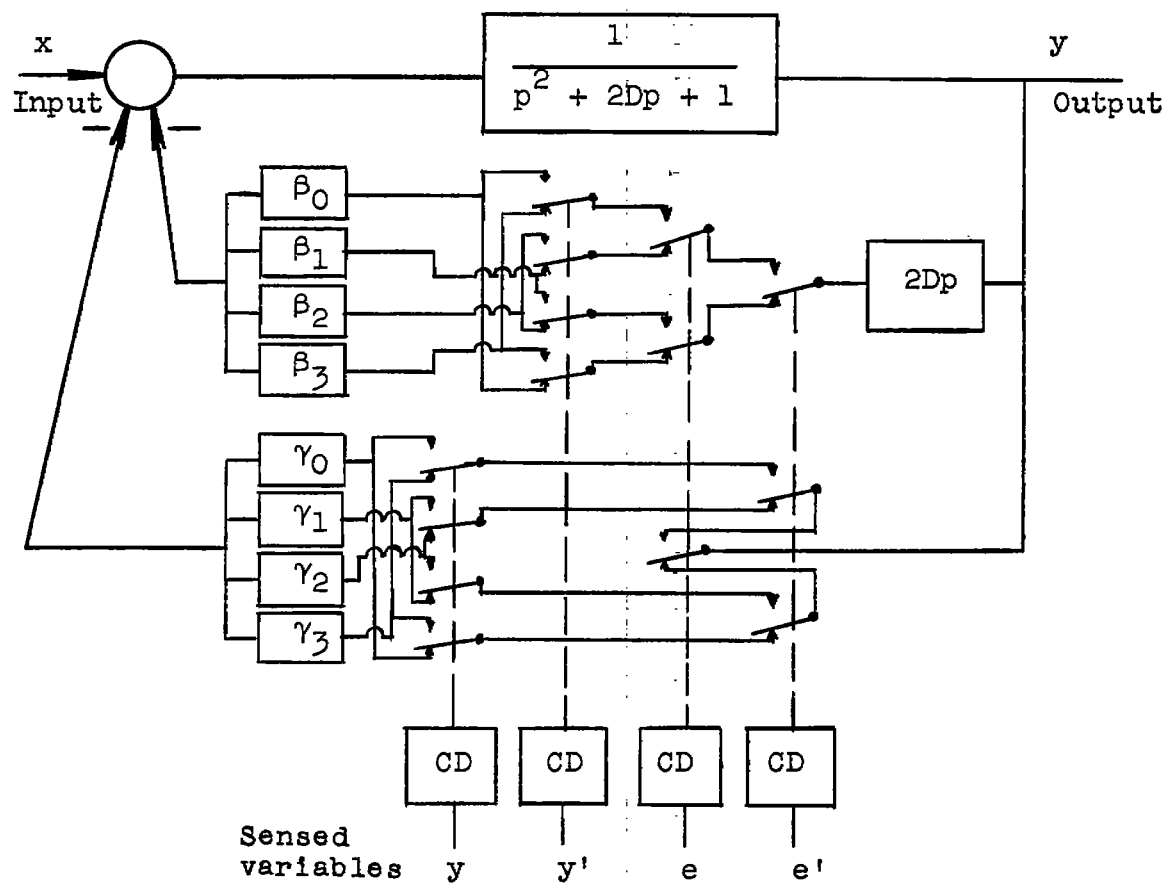 x
Input
1
p² + 2Dp + 1
y
Output
β₀
β₁
β₂
β₃
2Dp
γ₀
γ₁
γ₂
γ₃
CD
CD
CD
CD
Sensed
variables
y
y'
e
e'